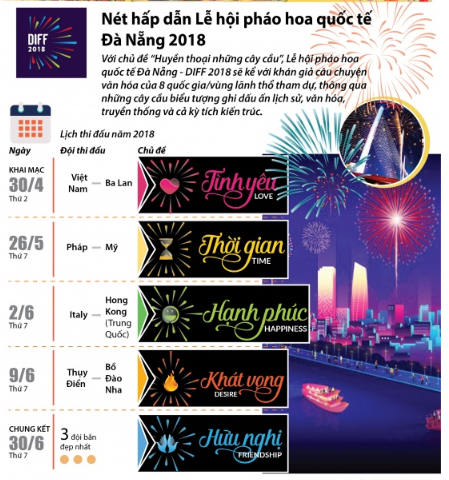 DIFF
2018
Nét hấp dẫn Lễ hội pháo hoa quốc tế
Đà Nẵng 2018
Với chủ đề "Huyền thoại những cây cầu", Lễ hội pháo hoa
quốc tế Đà Nẵng - DIFF 2018 sẽ kể với khán giả câu chuyện
văn hóa của 8 quốc gia/vùng lãnh thổ tham dự, thông qua
những cây cầu biểu tượng ghi dấu ấn lịch sử, văn hóa,
truyền thống và cả kỳ tích kiến trúc.
Lịch thi đấu năm 2018
Ngày Đội thi đấu Chủ đề
KHAI MẠC
30/4
Thứ 2
Việt Nam — Ba Lan
Tình yêu
LOVE
26/5
Thứ 7
Pháp — Mỹ
Thời gian
TIME
2/6
Thứ 7
Italy — Hong Kong (Trung Quốc)
Hạnh phúc
HAPPINESS
9/6
Thứ 7
Thụy Điển — Bồ Đào Nha
Khát vọng
DESIRE
CHUNG KẾT
30/6
Thứ 7
3 đội bắn đẹp nhất
Hữu nghị
FRIENDSHIP